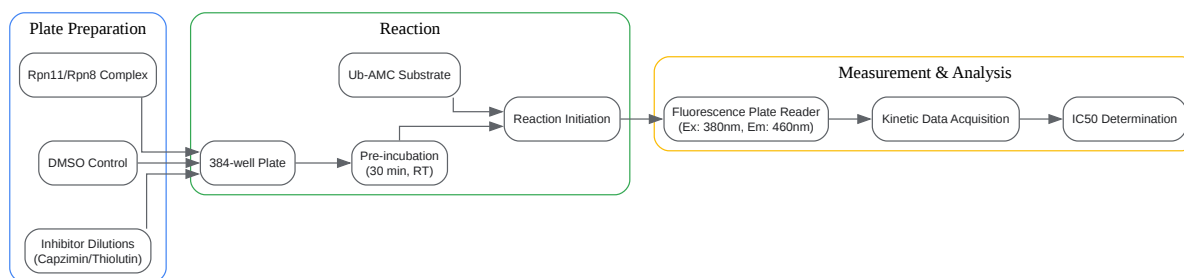 Plate Preparation
Rpn11/Rpn8 Complex
DMSO Control
Inhibitor Dilutions
(Capzimin/Thiolutin)
Reaction
Ub-AMC Substrate
384-well Plate
Pre-incubation
(30 min, RT)
Reaction Initiation
Measurement & Analysis
Fluorescence Plate Reader
(Ex: 380nm, Em: 460nm)
Kinetic Data Acquisition
IC50 Determination